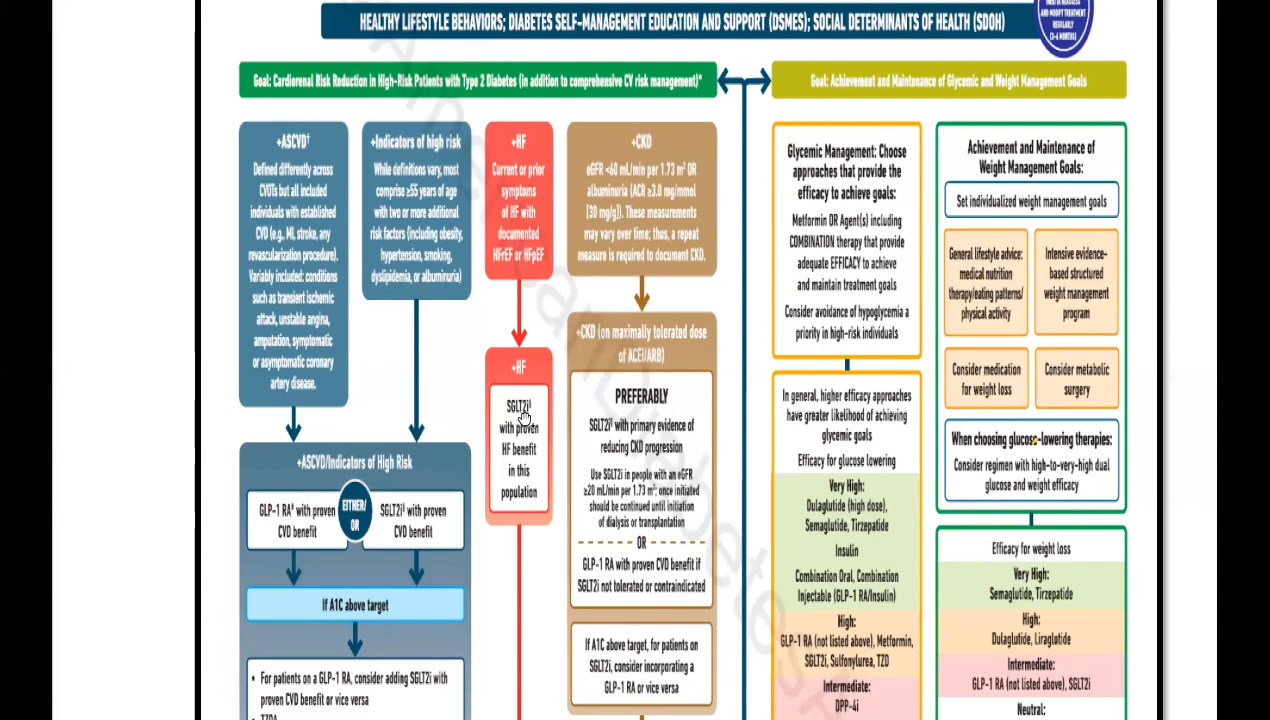 HEALTHY LIFESTYLE BEHAVIORS; DIABETES SELF-MANAGEMENT EDUCATION AND SUPPORT (DSMES); SOCIAL DETERMINANTS OF HEALTH (SDOH)
AND MODIFY TREATMENT
REGULARLY
(3-6 MONTHS)
Goal: Cardiorenal Risk Reduction in High-Risk Patients with Type 2 Diabetes (in addition to comprehensive CV risk management)*
Goal: Achievement and Maintenance of Glycemic and Weight Management Goals
+ASCVD†
Defined differently across
CVOTs but all included
individuals with established
CVD (e.g., MI, stroke, any
revascularization procedure).
Variably included: conditions
such as transient ischemic
attack, unstable angina,
amputation, symptomatic
or asymptomatic coronary
artery disease.
+Indicators of high risk
While definitions vary, most
comprise ≥55 years of age
with two or more additional
risk factors (including obesity,
hypertension, smoking,
dyslipidemia, or albuminuria)
+HF
Current or prior
symptoms
of HF with
documented
HFrEF or HFpEF
+CKD
eGFR <60 mL/min per 1.73 m² OR
albuminuria (ACR ≥3.0 mg/mmol
[30 mg/g]). These measurements
may vary over time; thus, a repeat
measure is required to document CKD.
+ASCVD/Indicators of High Risk
GLP-1 RA# with proven
CVD benefit
EITHER/
OR
SGLT2i§ with proven
CVD benefit
If A1C above target
• For patients on a GLP-1 RA, consider adding SGLT2i with
proven CVD benefit or vice versa
• TZD^
+HF
SGLT2i§
with proven
HF benefit
in this
population
+CKD (on maximally tolerated dose
of ACEi/ARB)
PREFERABLY
SGLT2i§ with primary evidence of
reducing CKD progression
Use SGLT2i in people with an eGFR
≥20 mL/min per 1.73 m²; once initiated
should be continued until initiation
of dialysis or transplantation
OR
GLP-1 RA with proven CVD benefit if
SGLT2i not tolerated or contraindicated
If A1C above target, for patients on
SGLT2i, consider incorporating a
GLP-1 RA or vice versa
Glycemic Management: Choose
approaches that provide the
efficacy to achieve goals:
Metformin OR Agent(s) including
COMBINATION therapy that provide
adequate EFFICACY to achieve
and maintain treatment goals
Consider avoidance of hypoglycemia a
priority in high-risk individuals
In general, higher efficacy approaches
have greater likelihood of achieving
glycemic goals
Efficacy for glucose lowering
Very High:
Dulaglutide (high dose),
Semaglutide, Tirzepatide
Insulin
Combination Oral, Combination
Injectable (GLP-1 RA/Insulin)
High:
GLP-1 RA (not listed above), Metformin,
SGLT2i, Sulfonylurea, TZD
Intermediate:
DPP-4i
Achievement and Maintenance of
Weight Management Goals:
Set individualized weight management goals
General lifestyle advice:
medical nutrition
therapy/eating patterns/
physical activity
Intensive evidence-
based structured
weight management
program
Consider medication
for weight loss
Consider metabolic
surgery
When choosing glucose-lowering therapies:
Consider regimen with high-to-very-high dual
glucose and weight efficacy
Efficacy for weight loss
Very High:
Semaglutide, Tirzepatide
High:
Dulaglutide, Liraglutide
Intermediate:
GLP-1 RA (not listed above), SGLT2i
Neutral: